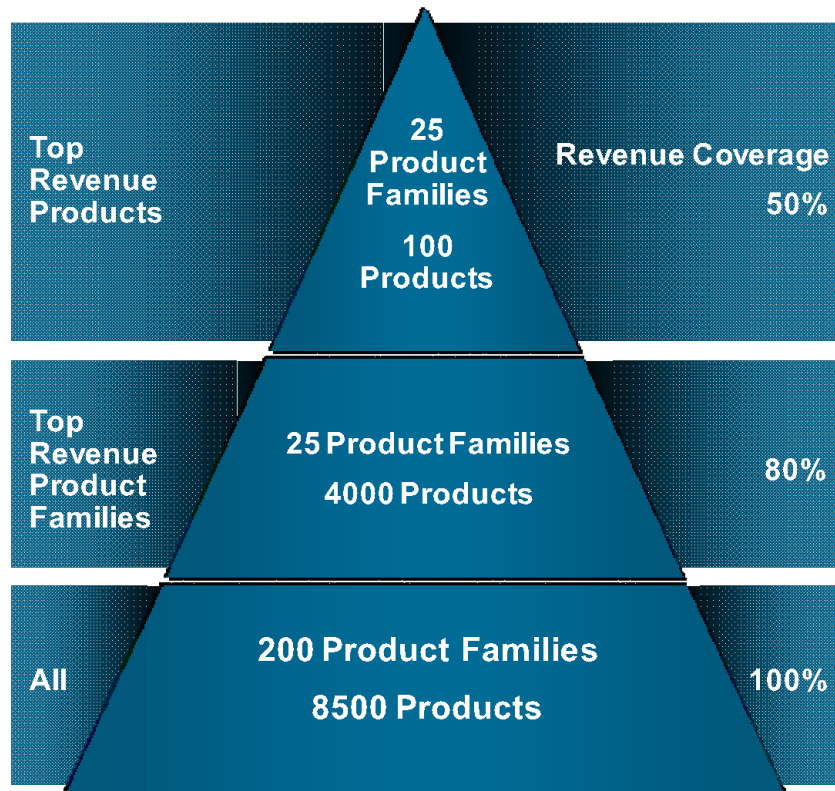 Top
Revenue
Products
25
Product
Families
100
Products
Revenue Coverage
50%
Top
Revenue
Product
Families
25 Product Families
4000 Products
80%
All
200 Product Families
8500 Products
100%